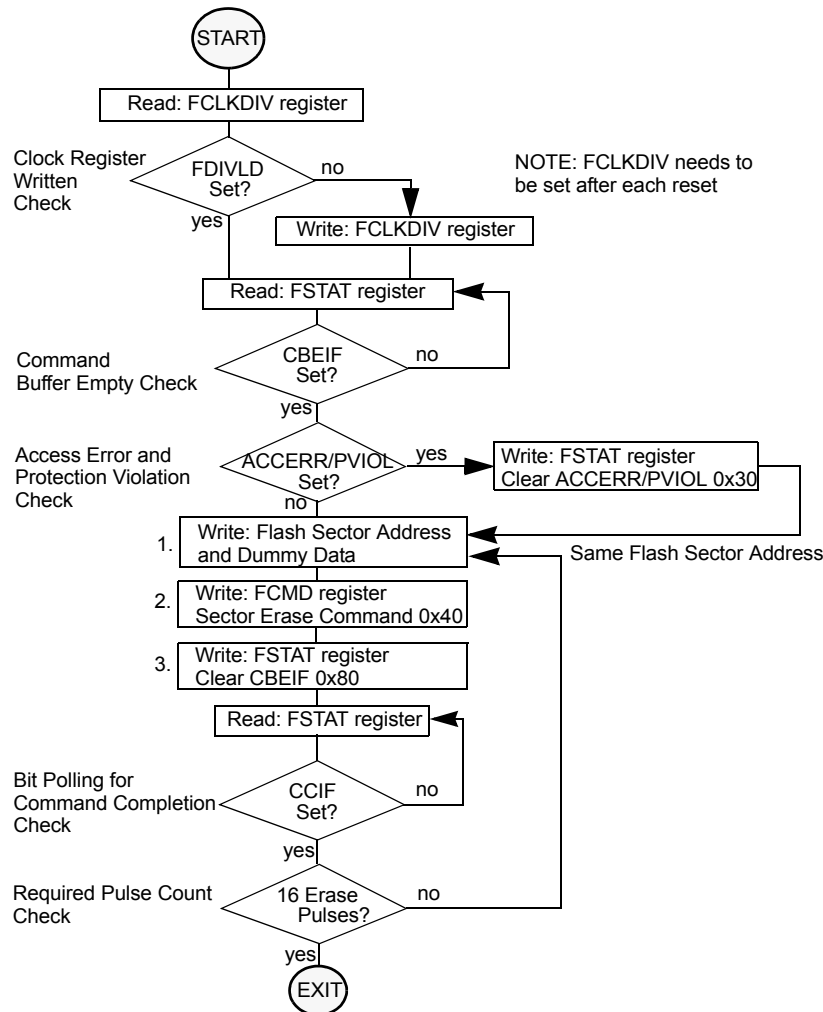 START
Read: FCLKDIV register
Clock Register
Written
Check
FDIVLD
Set?
no
yes
NOTE: FCLKDIV needs to
be set after each reset
Write: FCLKDIV register
Read: FSTAT register
Command
Buffer Empty Check
CBEIF
Set?
no
yes
Access Error and
Protection Violation
Check
ACCERR/PVIOL
Set?
yes
no
Write: FSTAT register
Clear ACCERR/PVIOL 0x30
1.
Write: Flash Sector Address
and Dummy Data
Same Flash Sector Address
2.
Write: FCMD register
Sector Erase Command 0x40
3.
Write: FSTAT register
Clear CBEIF 0x80
Read: FSTAT register
Bit Polling for
Command Completion
Check
CCIF
Set?
no
yes
Required Pulse Count
Check
16 Erase
Pulses?
no
yes
EXIT